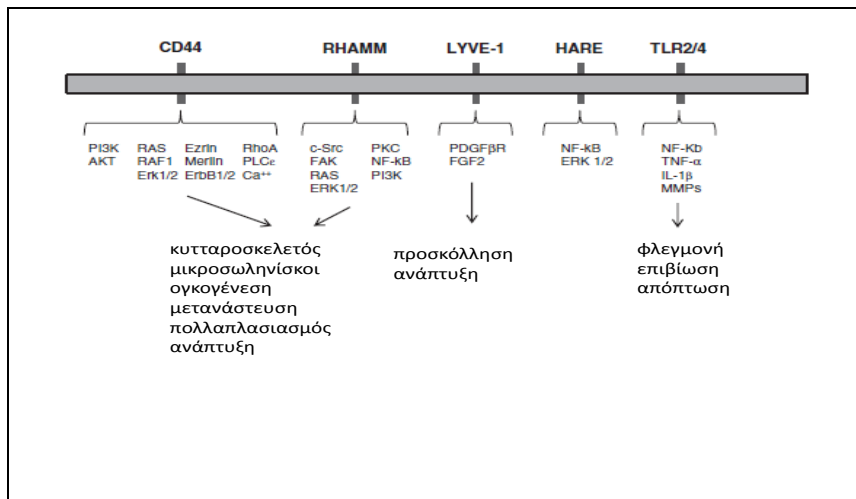 CD44 RHAMM LYVE-1 HARE TLR2/4
PI3K RAS Ezrin RhoA c-Src PKC PDGFβR NF-kB NF-Kb
AKT RAF1 Merlin PLCε FAK NF-kB FGF2 ERK 1/2 TNF-α
Erk1/2 ErbB1/2 Ca⁺⁺ RAS PI3K IL-1β
ERK1/2 MMPs
κυτταροσκελετός
μικροσωληνίσκοι
ογκογένεση
μετανάστευση
πολλαπλασιασμός
ανάπτυξη
προσκόλληση
ανάπτυξη
φλεγμονή
επιβίωση
απόπτωση